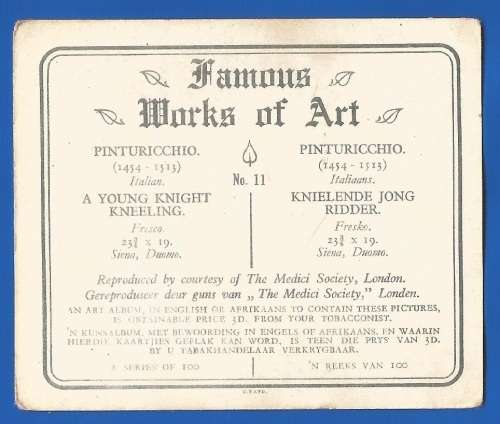 Famous
Works of Art
PINTURICCHIO.
(1454 - 1513)
Italian.
A YOUNG KNIGHT
KNEELING.
Fresco.
23¾ x 19.
Siena, Duomo.
No. 11
PINTURICCHIO.
(1454 - 1513)
Italiaans.
KNIELENDE JONG
RIDDER.
Fresko.
23¾ x 19.
Siena, Duomo.
Reproduced by courtesy of The Medici Society, London.
Gereproduseer deur guns van „The Medici Society,” Londen.
AN ART ALBUM, IN ENGLISH OR AFRIKAANS TO CONTAIN THESE PICTURES,
IS OBTAINABLE PRICE 3D. FROM YOUR TOBACCONIST.
'N KUNSALBUM, MET BEWOORDING IN ENGELS OF AFRIKAANS, EN WAARIN
HIERDIE KAARTJIES GEPLAK KAN WORD, IS TEEN DIE PRYS VAN 3D.
BY U TABAKHANDELAAR VERKRYGBAAR.
A SERIES OF 100
'N REEKS VAN 100